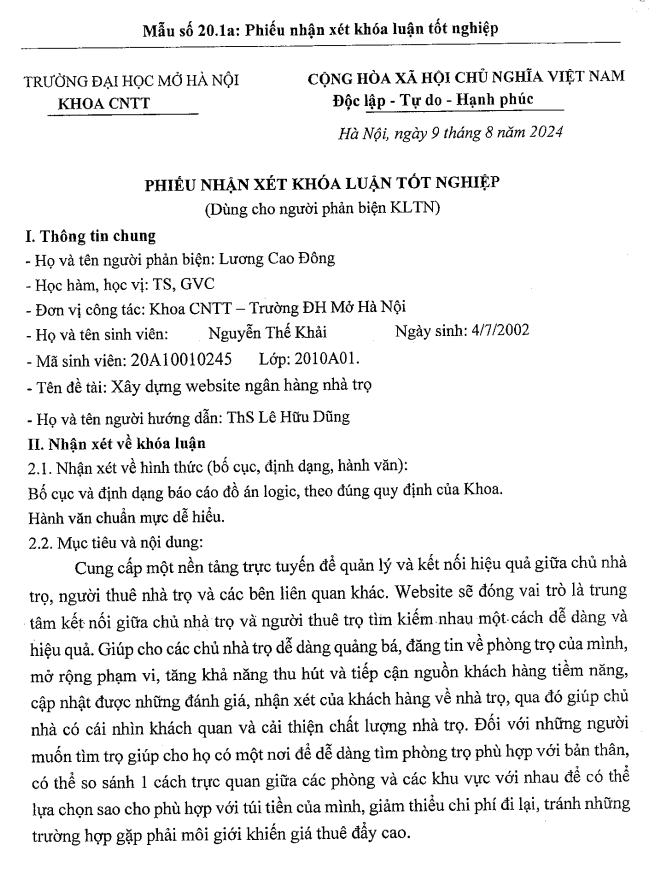 Mẫu số 20.1a: Phiếu nhận xét khóa luận tốt nghiệp
TRƯỜNG ĐẠI HỌC MỞ HÀ NỘI
KHOA CNTT
CỘNG HÒA XÃ HỘI CHỦ NGHĨA VIỆT NAM
Độc lập - Tự do - Hạnh phúc
Hà Nội, ngày 9 tháng 8 năm 2024
PHIẾU NHẬN XÉT KHÓA LUẬN TỐT NGHIỆP
(Dùng cho người phản biện KLTN)
I. Thông tin chung
- Họ và tên người phản biện: Lương Cao Đông
- Học hàm, học vị: TS, GVC
- Đơn vị công tác: Khoa CNTT – Trường ĐH Mở Hà Nội
- Họ và tên sinh viên: Nguyễn Thế Khải Ngày sinh: 4/7/2002
- Mã sinh viên: 20A10010245 Lớp: 2010A01.
- Tên đề tài: Xây dựng website ngân hàng nhà trọ
- Họ và tên người hướng dẫn: ThS Lê Hữu Dũng
II. Nhận xét về khóa luận
2.1. Nhận xét về hình thức (bố cục, định dạng, hành văn):
Bố cục và định dạng báo cáo đồ án logic, theo đúng quy định của Khoa.
Hành văn chuẩn mực dễ hiểu.
2.2. Mục tiêu và nội dung:
Cung cấp một nền tảng trực tuyến để quản lý và kết nối hiệu quả giữa chủ nhà
trọ, người thuê nhà trọ và các bên liên quan khác. Website sẽ đóng vai trò là trung
tâm kết nối giữa chủ nhà trọ và người thuê trọ tìm kiếm nhau một cách dễ dàng và
hiệu quả. Giúp cho các chủ nhà trọ dễ dàng quảng bá, đăng tin về phòng trọ của mình,
mở rộng phạm vi, tăng khả năng thu hút và tiếp cận nguồn khách hàng tiềm năng,
cập nhật được những đánh giá, nhận xét của khách hàng về nhà trọ, qua đó giúp chủ
nhà có cái nhìn khách quan và cải thiện chất lượng nhà trọ. Đối với những người
muốn tìm trọ giúp cho họ có một nơi để dễ dàng tìm phòng trọ phù hợp với bản thân,
có thể so sánh 1 cách trực quan giữa các phòng và các khu vực với nhau để có thể
lựa chọn sao cho phù hợp với túi tiền của mình, giảm thiểu chi phí đi lại, tránh những
trường hợp gặp phải môi giới khiến giá thuê đẩy cao.